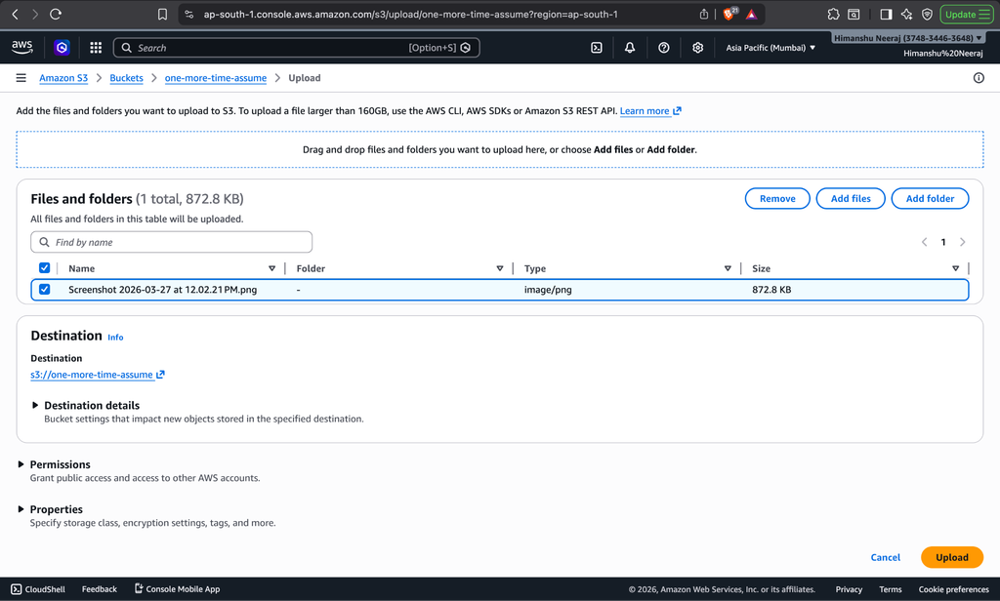 ap-south-1.console.aws.amazon.com/s3/upload/one-more-time-assume?region=ap-south-1
21
Update
aws
Search
[Option+S]
Asia Pacific (Mumbai)
Himanshu Neeraj (3748-3446-3648)
Himanshu%20Neeraj
Amazon S3
Buckets
one-more-time-assume
Upload
Add the files and folders you want to upload to S3. To upload a file larger than 160GB, use the AWS CLI, AWS SDKs or Amazon S3 REST API. Learn more
Drag and drop files and folders you want to upload here, or choose Add files or Add folder.
Files and folders (1 total, 872.8 KB)
Remove
Add files
Add folder
All files and folders in this table will be uploaded.
Find by name
1
Name
Folder
Type
Size
Screenshot 2026-03-27 at 12.02.21 PM.png
-
image/png
872.8 KB
Destination Info
Destination
s3://one-more-time-assume
Destination details
Bucket settings that impact new objects stored in the specified destination.
Permissions
Grant public access and access to other AWS accounts.
Properties
Specify storage class, encryption settings, tags, and more.
Cancel
Upload
CloudShell
Feedback
Console Mobile App
© 2026, Amazon Web Services, Inc. or its affiliates.
Privacy
Terms
Cookie preferences